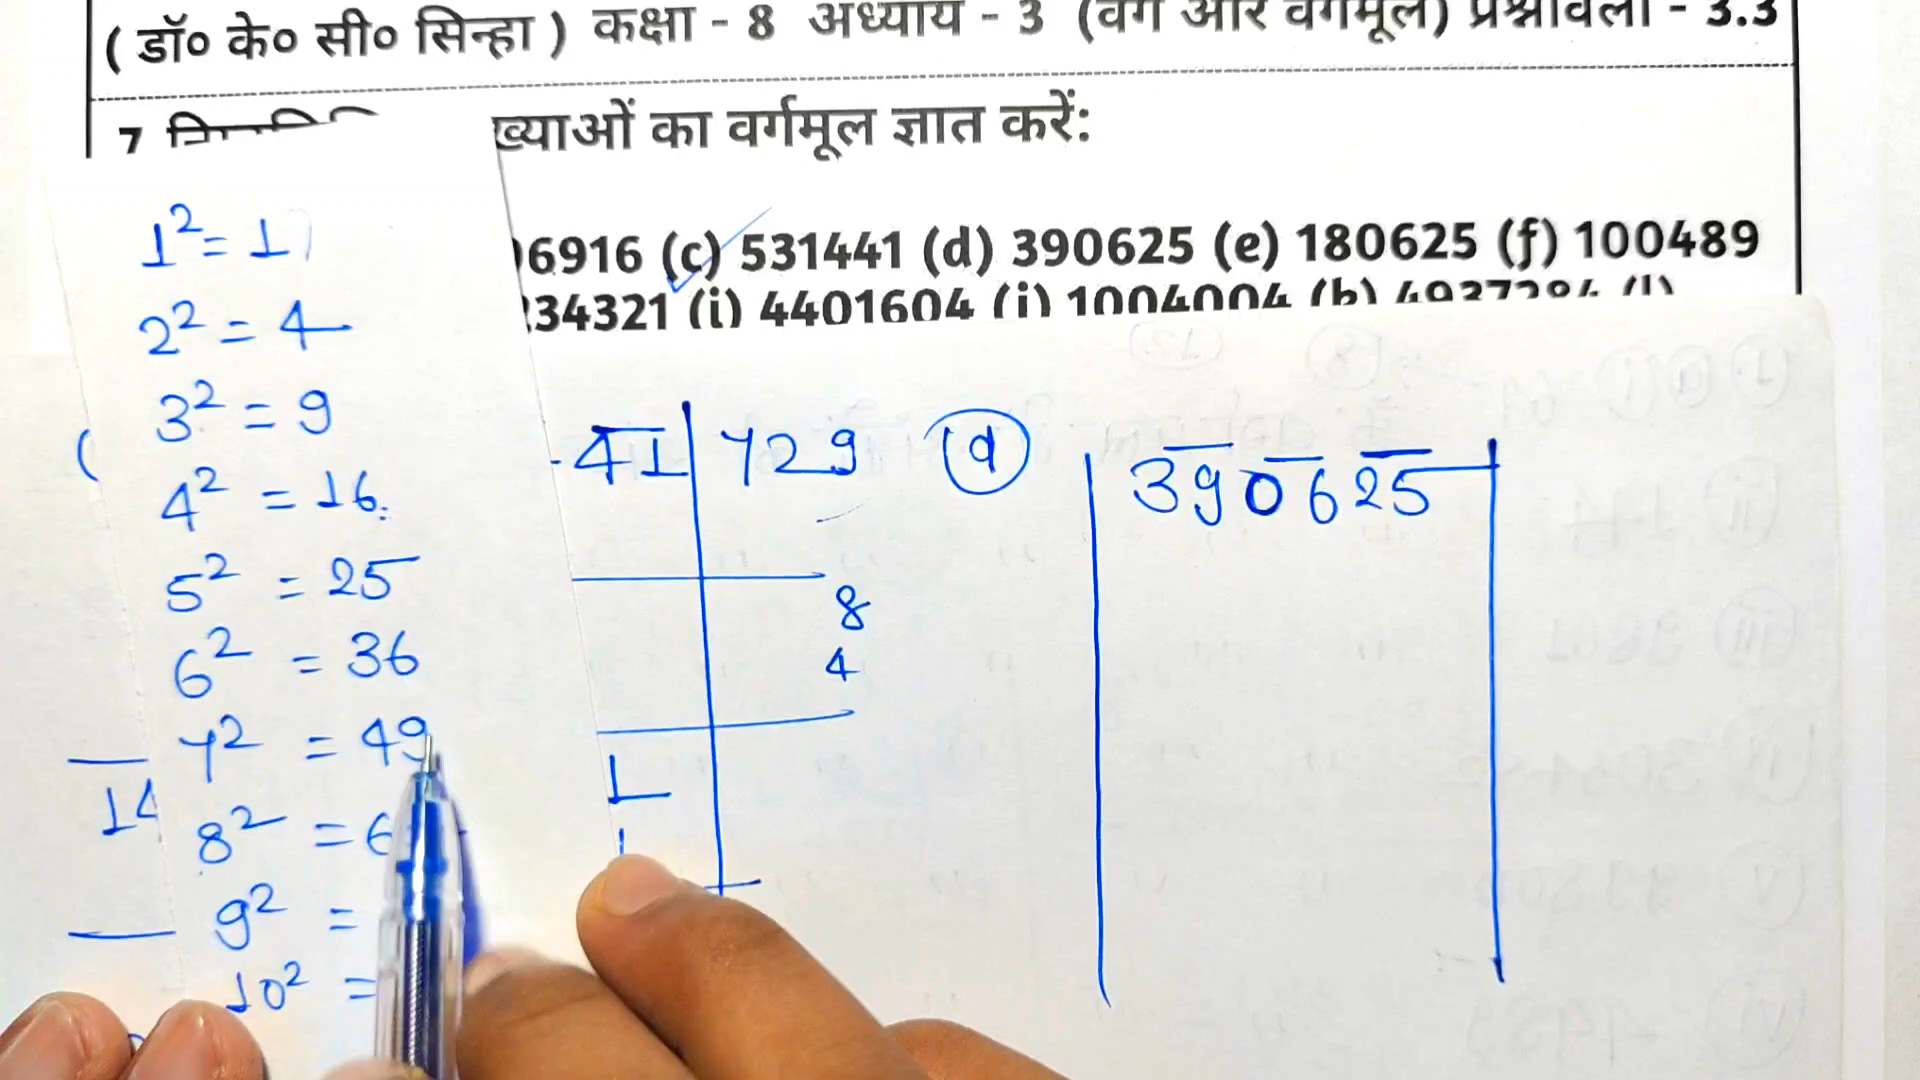 ( डॉ० के० सी० सिन्हा ) कक्षा - 8 अध्याय - 3 (वर्ग और वर्गमूल) प्रश्नावली - 3.3
7 ख्याओं का वर्गमूल ज्ञात करें:
6916 (c) 531441 (d) 390625 (e) 180625 (f) 100489
34321 (i) 4401604 (j) 1004004
1² = 1
2² = 4
3² = 9
4² = 16
5² = 25
6² = 36
7² = 49
8² = 6
9² =
10² =
14
41 729
8
4
1
d 390625